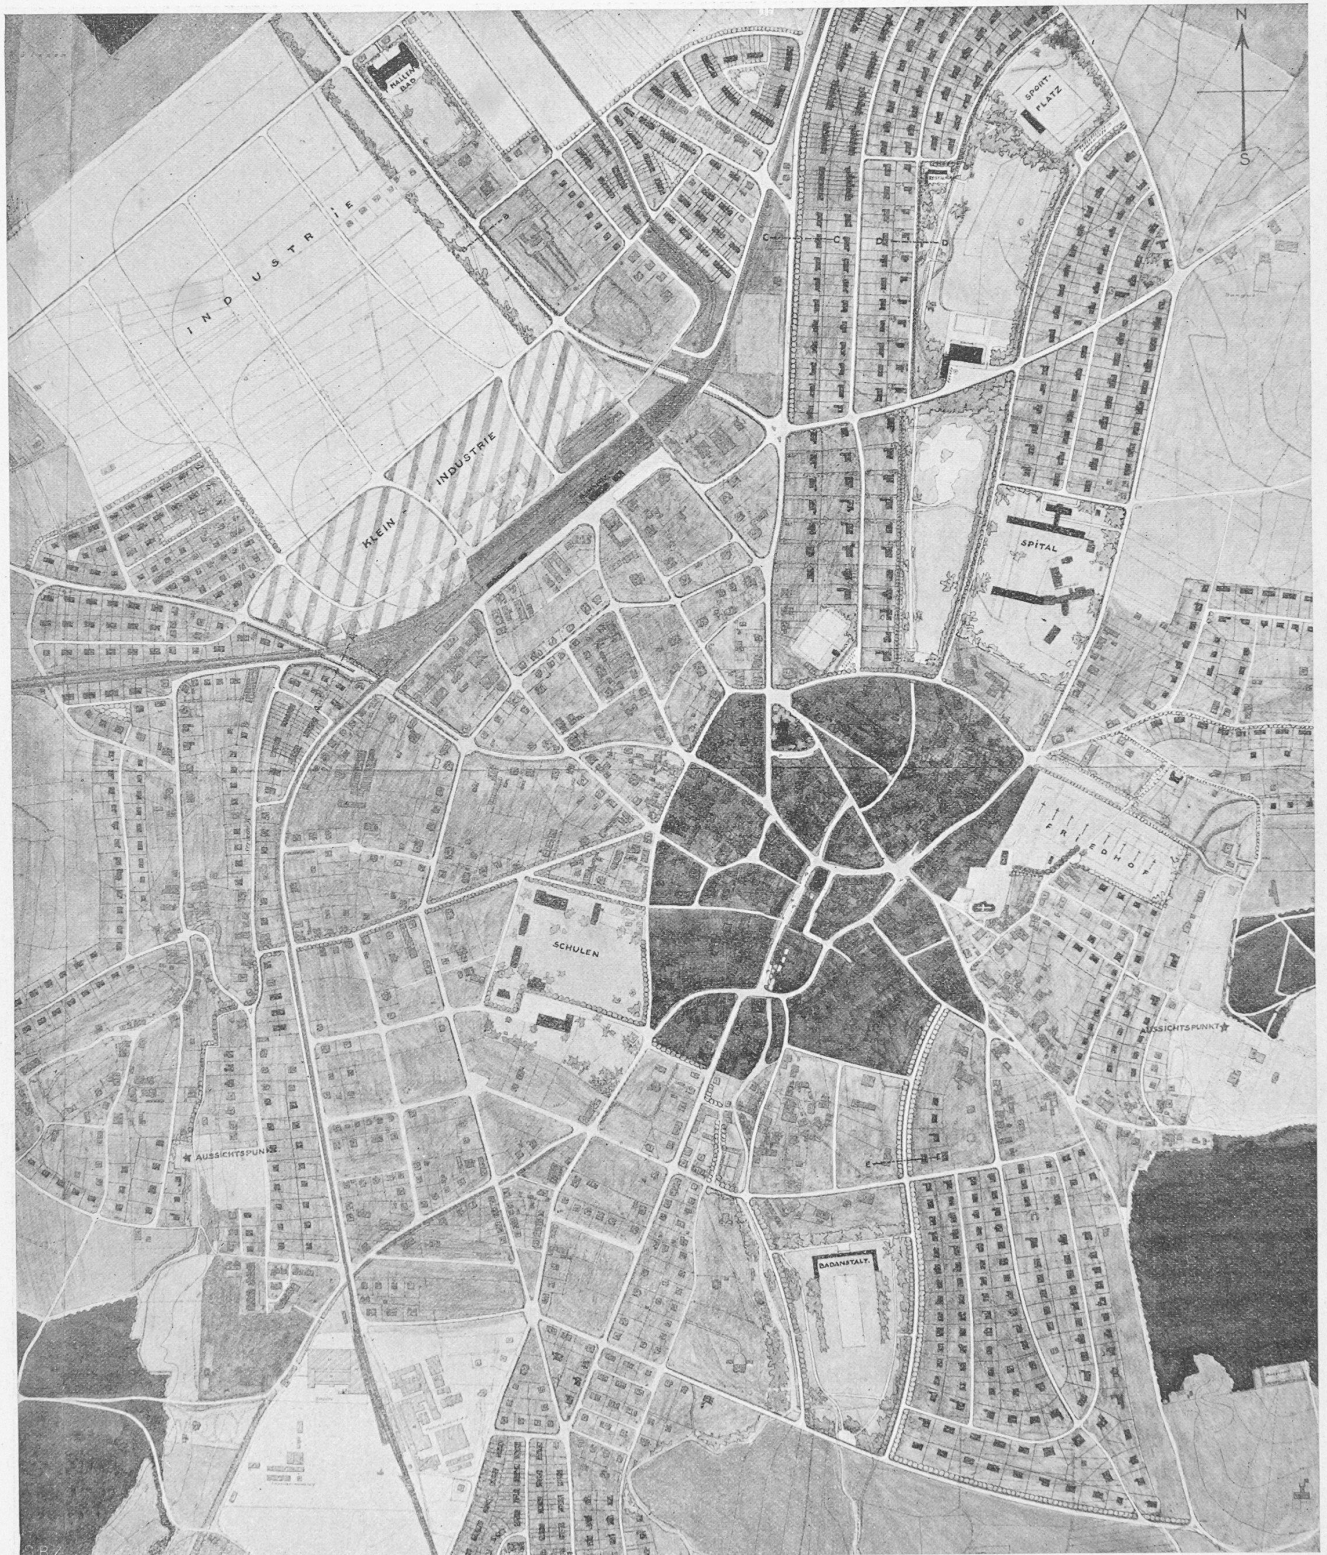 N
S
HALLEN
BAD
SPORT-
PLATZ
INDUSTRIE
C C D D
KLEIN - INDUSTRIE
SPITAL
FRIEDHOF
SCHULEN
AUSSICHTSPUNKT
AUSSICHTSPUNKT
E E
BADANSTALT.